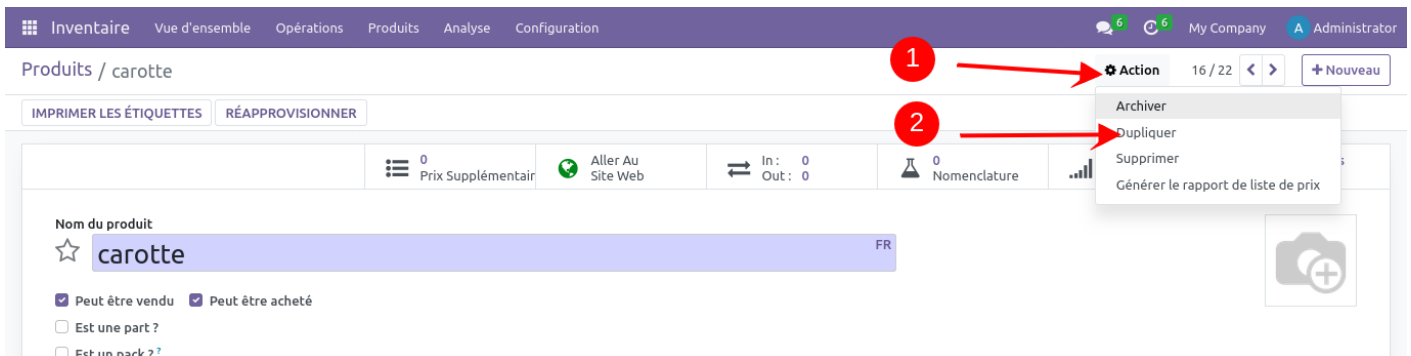 Inventaire Vue d'ensemble Opérations Produits Analyse Configuration 6 6 My Company A Administrator
Produits / carotte
1
Action 16 / 22 + Nouveau
IMPRIMER LES ÉTIQUETTES RÉAPPROVISIONNER
Archiver
2
Dupliquer
Supprimer
Générer le rapport de liste de prix
0
Prix Supplémentair
Aller Au
Site Web
In : 0
Out : 0
0
Nomenclature
s
Nom du produit
carotte FR
Peut être vendu Peut être acheté
Est une part ?
Est un pack ? ?